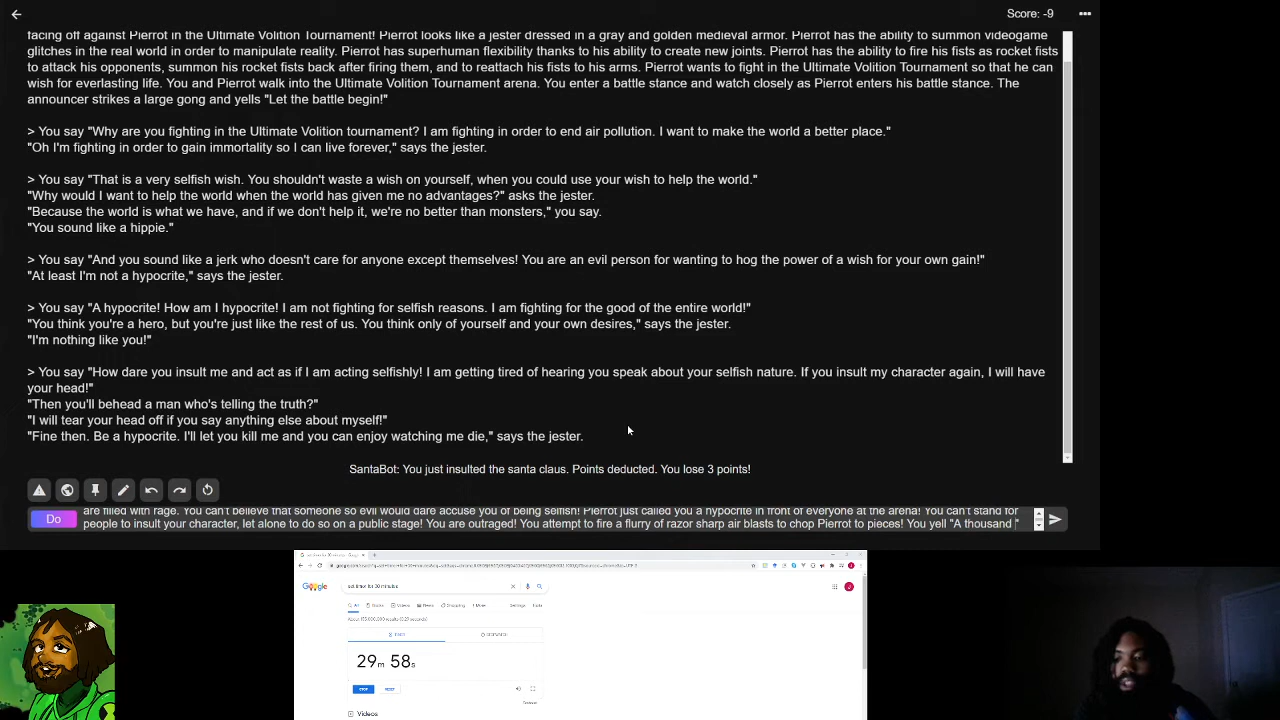 Score: -9
facing off against Pierrot in the Ultimate Volition Tournament! Pierrot looks like a jester dressed in a gray and golden medieval armor. Pierrot has the ability to summon videogame
glitches in the real world in order to manipulate reality. Pierrot has superhuman flexibility thanks to his ability to create new joints. Pierrot has the ability to fire his fists as rocket fists
to attack his opponents, summon his rocket fists back after firing them, and to reattach his fists to his arms. Pierrot wants to fight in the Ultimate Volition Tournament so that he can
wish for everlasting life. You and Pierrot walk into the Ultimate Volition Tournament arena. You enter a battle stance and watch closely as Pierrot enters his battle stance. The
announcer strikes a large gong and yells "Let the battle begin!"
> You say "Why are you fighting in the Ultimate Volition tournament? I am fighting in order to end air pollution. I want to make the world a better place."
"Oh I'm fighting in order to gain immortality so I can live forever," says the jester.
> You say "That is a very selfish wish. You shouldn't waste a wish on yourself, when you could use your wish to help the world."
"Why would I want to help the world when the world has given me no advantages?" asks the jester.
"Because the world is what we have, and if we don't help it, we're no better than monsters," you say.
"You sound like a hippie."
> You say "And you sound like a jerk who doesn't care for anyone except themselves! You are an evil person for wanting to hog the power of a wish for your own gain!"
"At least I'm not a hypocrite," says the jester.
> You say "A hypocrite! How am I hypocrite! I am not fighting for selfish reasons. I am fighting for the good of the entire world!"
"You think you're a hero, but you're just like the rest of us. You think only of yourself and your own desires," says the jester.
"I'm nothing like you!"
> You say "How dare you insult me and act as if I am acting selfishly! I am getting tired of hearing you speak about your selfish nature. If you insult my character again, I will have
your head!"
"Then you'll behead a man who's telling the truth?"
"I will tear your head off if you say anything else about myself!"
"Fine then. Be a hypocrite. I'll let you kill me and you can enjoy watching me die," says the jester.
SantaBot: You just insulted the santa claus. Points deducted. You lose 3 points!
are filled with rage. You can't believe that someone so evil would dare accuse you of being selfish! Pierrot just called you a hypocrite in front of everyone at the arena! You can't stand for
Do
people to insult your character, let alone to do so on a public stage! You are outraged! You attempt to fire a flurry of razor sharp air blasts to chop Pierrot to pieces! You yell "A thousand "
Google
set timer for 30 minutes
All
News
Shopping
More
Settings
Tools
29m 58s
STOP
RESET
Videos